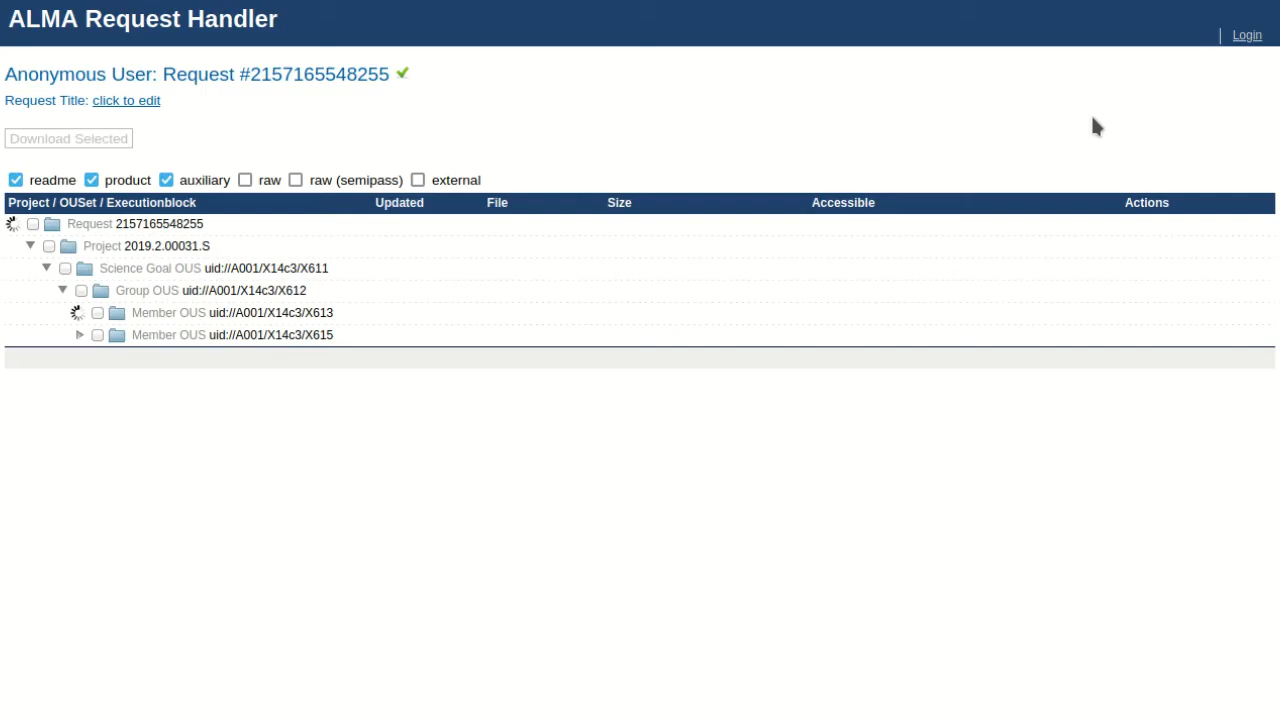 ALMA Request Handler
Login
Anonymous User: Request #2157165548255
Request Title: click to edit
Download Selected
readme product auxiliary raw raw (semipass) external
Project / OUSet / Executionblock Updated File Size Accessible Actions
Request 2157165548255
Project 2019.2.00031.S
Science Goal OUS uid://A001/X14c3/X611
Group OUS uid://A001/X14c3/X612
Member OUS uid://A001/X14c3/X613
Member OUS uid://A001/X14c3/X615